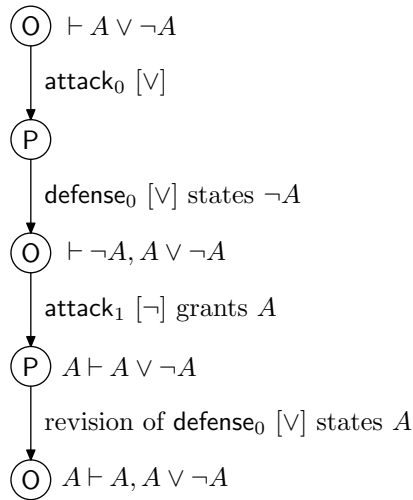 O ⊢ A ∨ ¬A
attack₀ [∨]
P
defense₀ [∨] states ¬A
O ⊢ ¬A, A ∨ ¬A
attack₁ [¬] grants A
P A ⊢ A ∨ ¬A
revision of defense₀ [∨] states A
O A ⊢ A, A ∨ ¬A